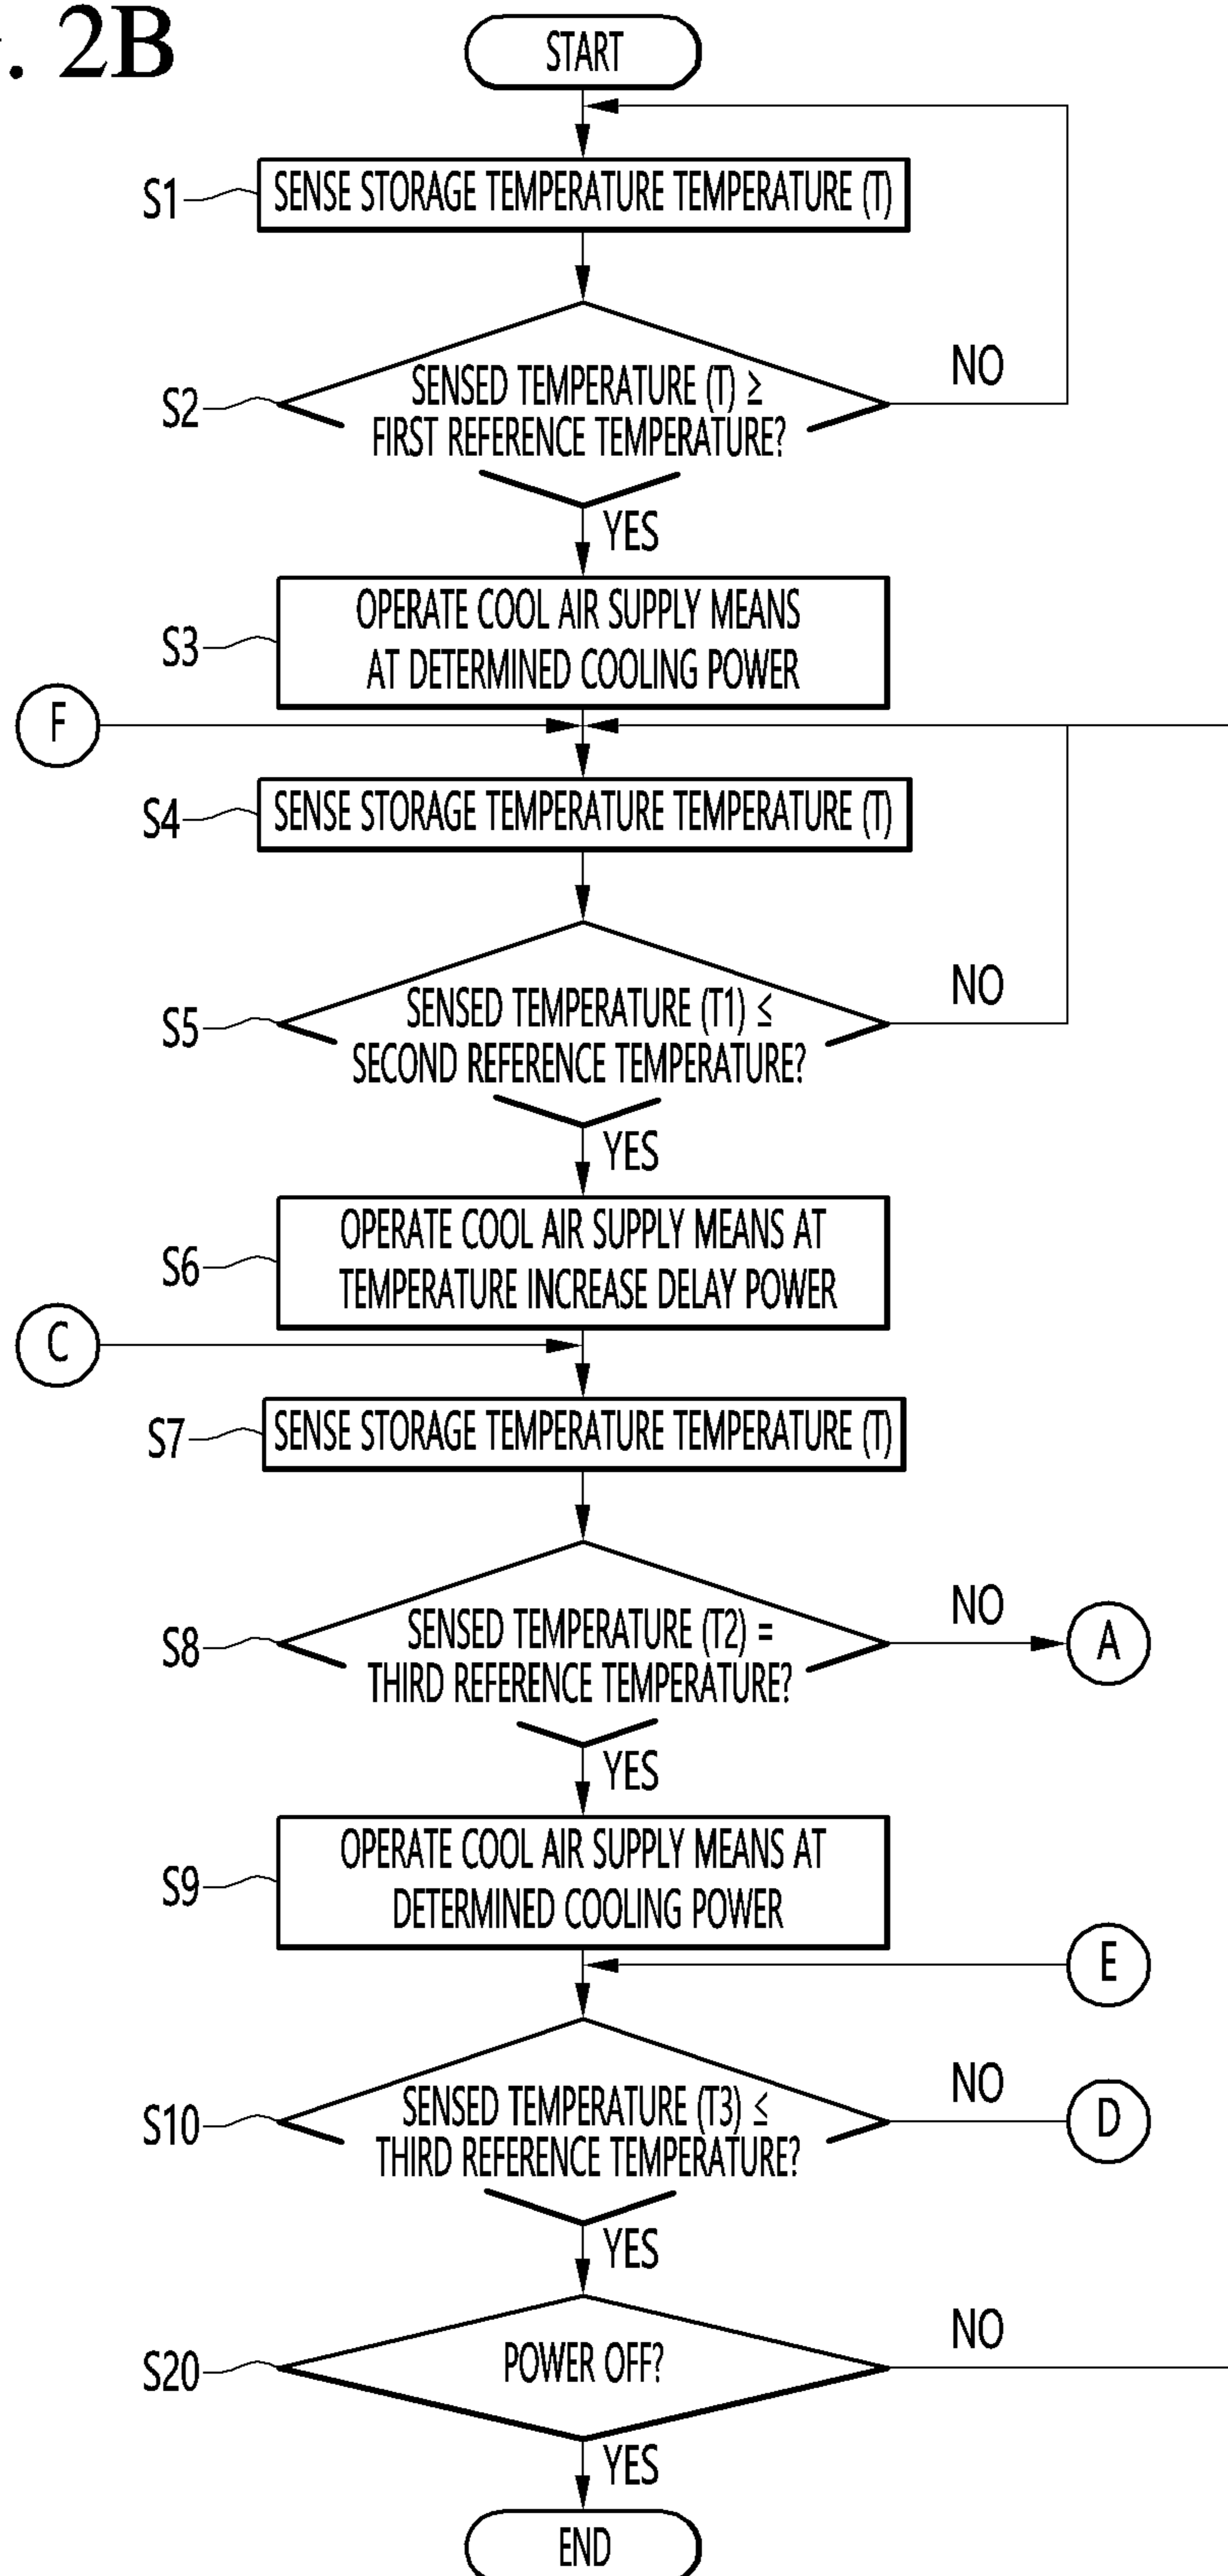 . 2B
START
S1
SENSE STORAGE TEMPERATURE TEMPERATURE (T)
S2
SENSED TEMPERATURE (T) ≥
FIRST REFERENCE TEMPERATURE?
NO
YES
S3
OPERATE COOL AIR SUPPLY MEANS
AT DETERMINED COOLING POWER
F
S4
SENSE STORAGE TEMPERATURE TEMPERATURE (T)
S5
SENSED TEMPERATURE (T1) ≤
SECOND REFERENCE TEMPERATURE?
NO
YES
S6
OPERATE COOL AIR SUPPLY MEANS AT
TEMPERATURE INCREASE DELAY POWER
C
S7
SENSE STORAGE TEMPERATURE TEMPERATURE (T)
S8
SENSED TEMPERATURE (T2) =
THIRD REFERENCE TEMPERATURE?
NO
A
YES
S9
OPERATE COOL AIR SUPPLY MEANS AT
DETERMINED COOLING POWER
E
S10
SENSED TEMPERATURE (T3) ≤
THIRD REFERENCE TEMPERATURE?
NO
D
YES
S20
POWER OFF?
NO
YES
END